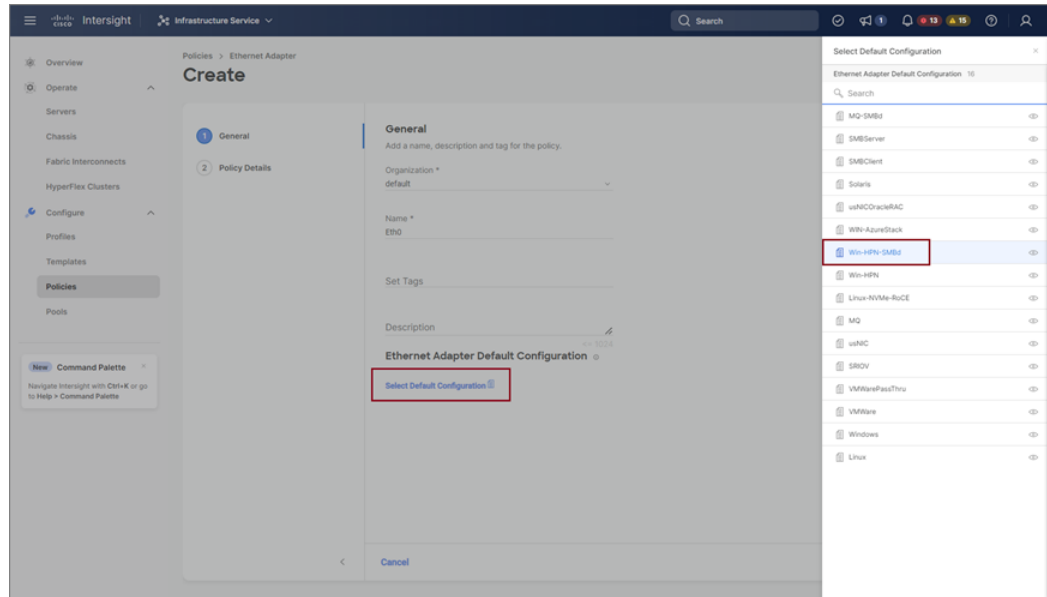 cisco Intersight Infrastructure Service Search 1 13 15
Overview
Operate
Servers
Chassis
Fabric Interconnects
HyperFlex Clusters
Configure
Profiles
Templates
Policies
Pools
New Command Palette
Navigate Intersight with Ctrl+K or go
to Help > Command Palette
Policies > Ethernet Adapter
Create
1 General
2 Policy Details
General
Add a name, description and tag for the policy.
Organization *
default
Name *
Eth0
Set Tags
Description
<= 1024
Ethernet Adapter Default Configuration
Select Default Configuration
Cancel
Select Default Configuration
Ethernet Adapter Default Configuration 16
Search
MQ-SMBd
SMBServer
SMBClient
Solaris
usNICOracleRAC
WIN-AzureStack
Win-HPN-SMBd
Win-HPN
Linux-NVMe-RoCE
MQ
usNIC
SRIOV
VMWarePassThru
VMWare
Windows
Linux